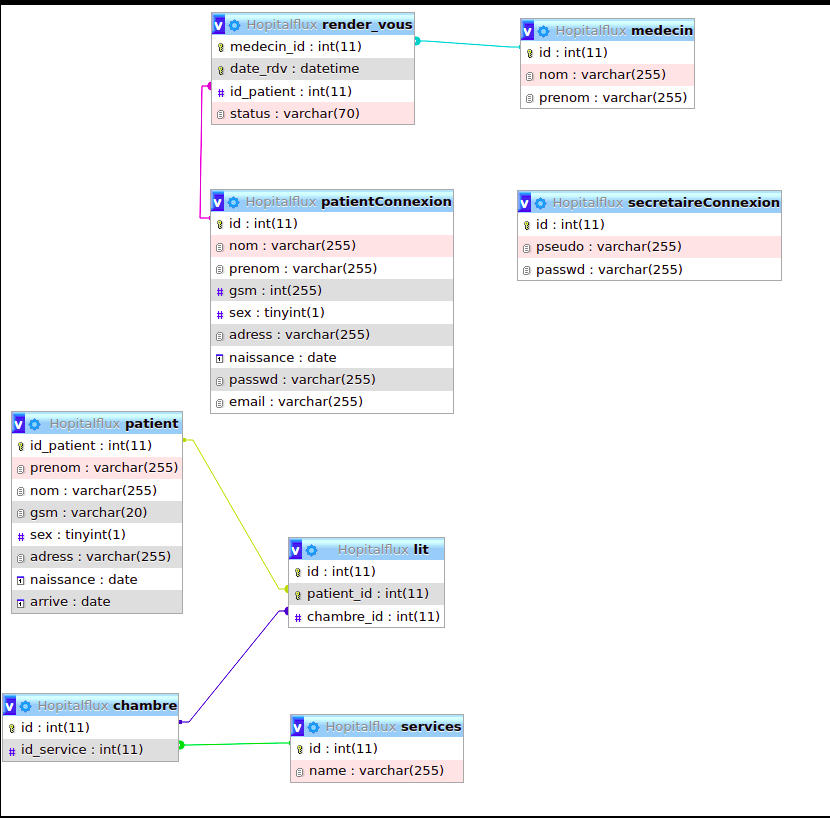 Hopitalflux render_vous
medecin_id : int(11)
date_rdv : datetime
id_patient : int(11)
status : varchar(70)
Hopitalflux medecin
id : int(11)
nom : varchar(255)
prenom : varchar(255)
Hopitalflux patientConnexion
id : int(11)
nom : varchar(255)
prenom : varchar(255)
gsm : int(255)
sex : tinyint(1)
adress : varchar(255)
naissance : date
passwd : varchar(255)
email : varchar(255)
Hopitalflux secretaireConnexion
id : int(11)
pseudo : varchar(255)
passwd : varchar(255)
Hopitalflux patient
id_patient : int(11)
prenom : varchar(255)
nom : varchar(255)
gsm : varchar(20)
sex : tinyint(1)
adress : varchar(255)
naissance : date
arrive : date
Hopitalflux lit
id : int(11)
patient_id : int(11)
chambre_id : int(11)
Hopitalflux chambre
id : int(11)
id_service : int(11)
Hopitalflux services
id : int(11)
name : varchar(255)